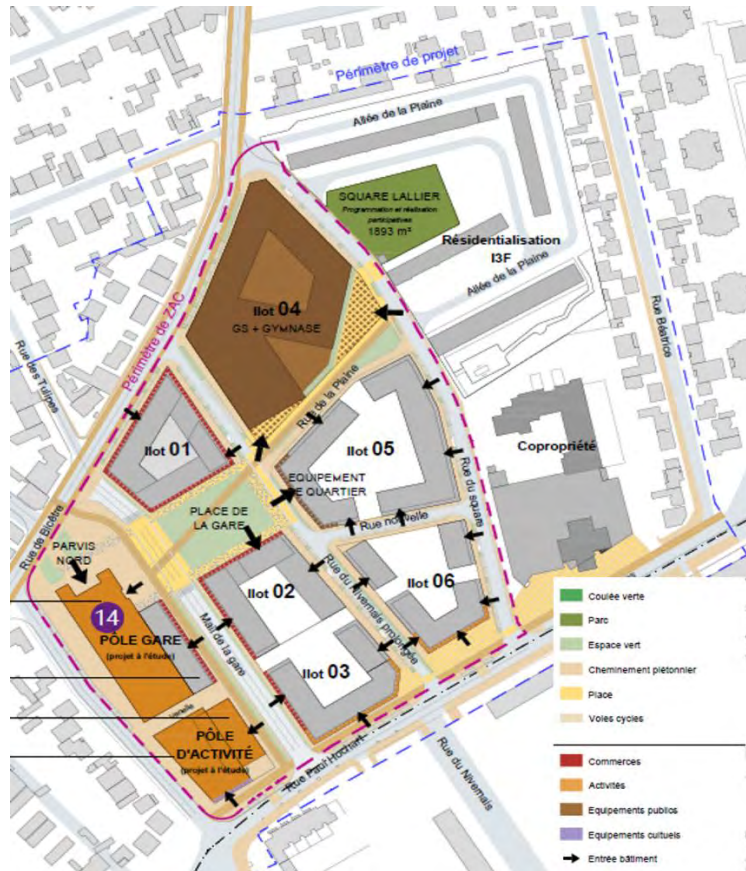 Périmètre de projet
Allée de la Plaine
SQUARE LALLIER
Programmation et réalisation
participatives
1893 m²
Résidentialisation
I3F
Allée de la Plaine
Rue Béatrice
Périmètre de ZAC
Ilot 04
GS + GYMNASE
Rue des Tulipes
Rue de la Plaine
Ilot 01
Ilot 05
Copropriété
EQUIPEMENT
DE QUARTIER
Rue du square
PLACE DE
LA GARE
Rue nouvelle
Rue de Bicêtre
PARVIS
NORD
Ilot 02
Ilot 06
Rue du Nivernais prolongée
14
PÔLE GARE
(projet à l'étude)
Mail de la gare
Ilot 03
venelle
PÔLE
D'ACTIVITÉ
(projet à l'étude)
Rue Paul Hochart
Rue du Nivernais
Coulée verte
Parc
Espace vert
Cheminement piétonnier
Place
Voies cycles
Commerces
Activités
Equipements publics
Equipements cultuels
Entrée bâtiment